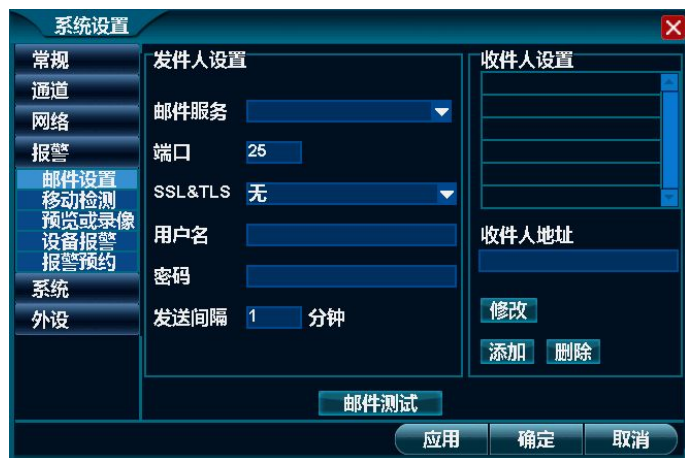 系统设置
常规
通道
网络
报警
邮件设置
移动检测
预览或录像
设备报警
报警预约
系统
外设
发件人设置
邮件服务
端口 25
SSL&TLS 无
用户名
密码
发送间隔 1 分钟
收件人设置
收件人地址
修改
添加 删除
邮件测试
应用 确定 取消